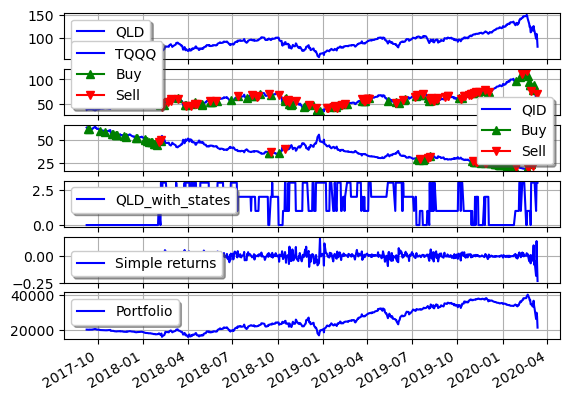 150
100
QLD
TQQQ
Buy
Sell
100
50
QID
Buy
Sell
50
25
2.5
0.0
QLD_with_states
0.00
-0.25
Simple returns
40000
20000
Portfolio
2017-10
2018-01
2018-04
2018-07
2018-10
2019-01
2019-04
2019-07
2019-10
2020-01
2020-04